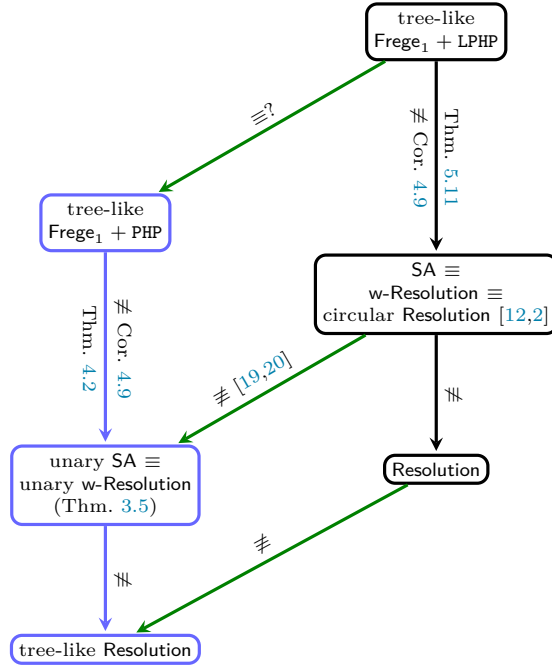 tree-like
Frege₁ + LPHP
≡?
Thm. 5.11
≢ Cor. 4.9
tree-like
Frege₁ + PHP
SA ≡
w-Resolution ≡
circular Resolution [12,2]
≢ Cor. 4.9
Thm. 4.2
≢ [19,20]
≢
unary SA ≡
unary w-Resolution
(Thm. 3.5)
Resolution
≢
≢
tree-like Resolution